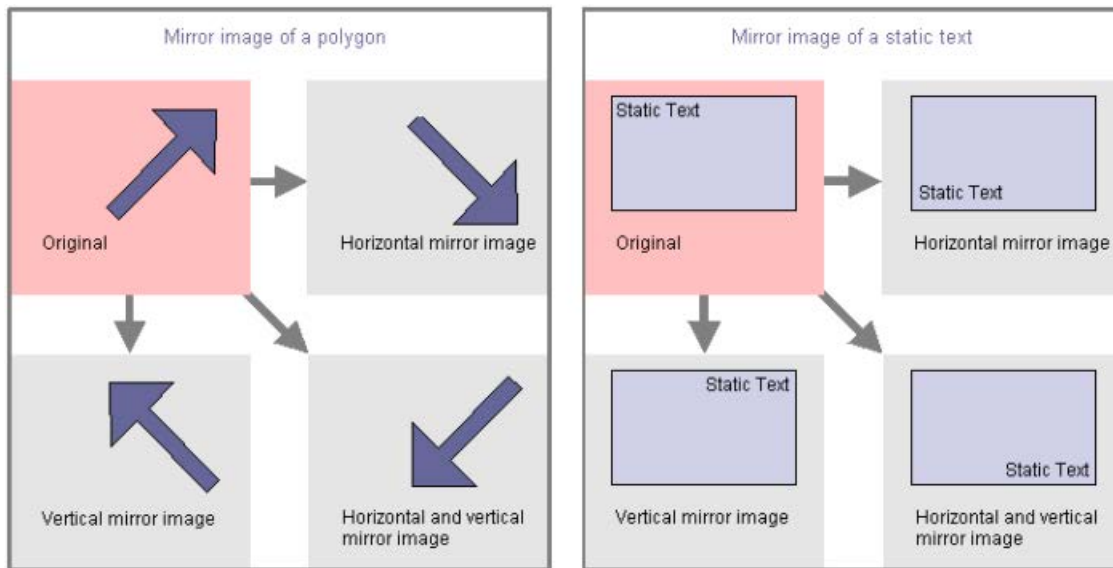 Mirror image of a polygon
Original
Horizontal mirror image
Vertical mirror image
Horizontal and vertical
mirror image
Mirror image of a static text
Static Text
Original
Static Text
Horizontal mirror image
Static Text
Vertical mirror image
Static Text
Horizontal and vertical
mirror image